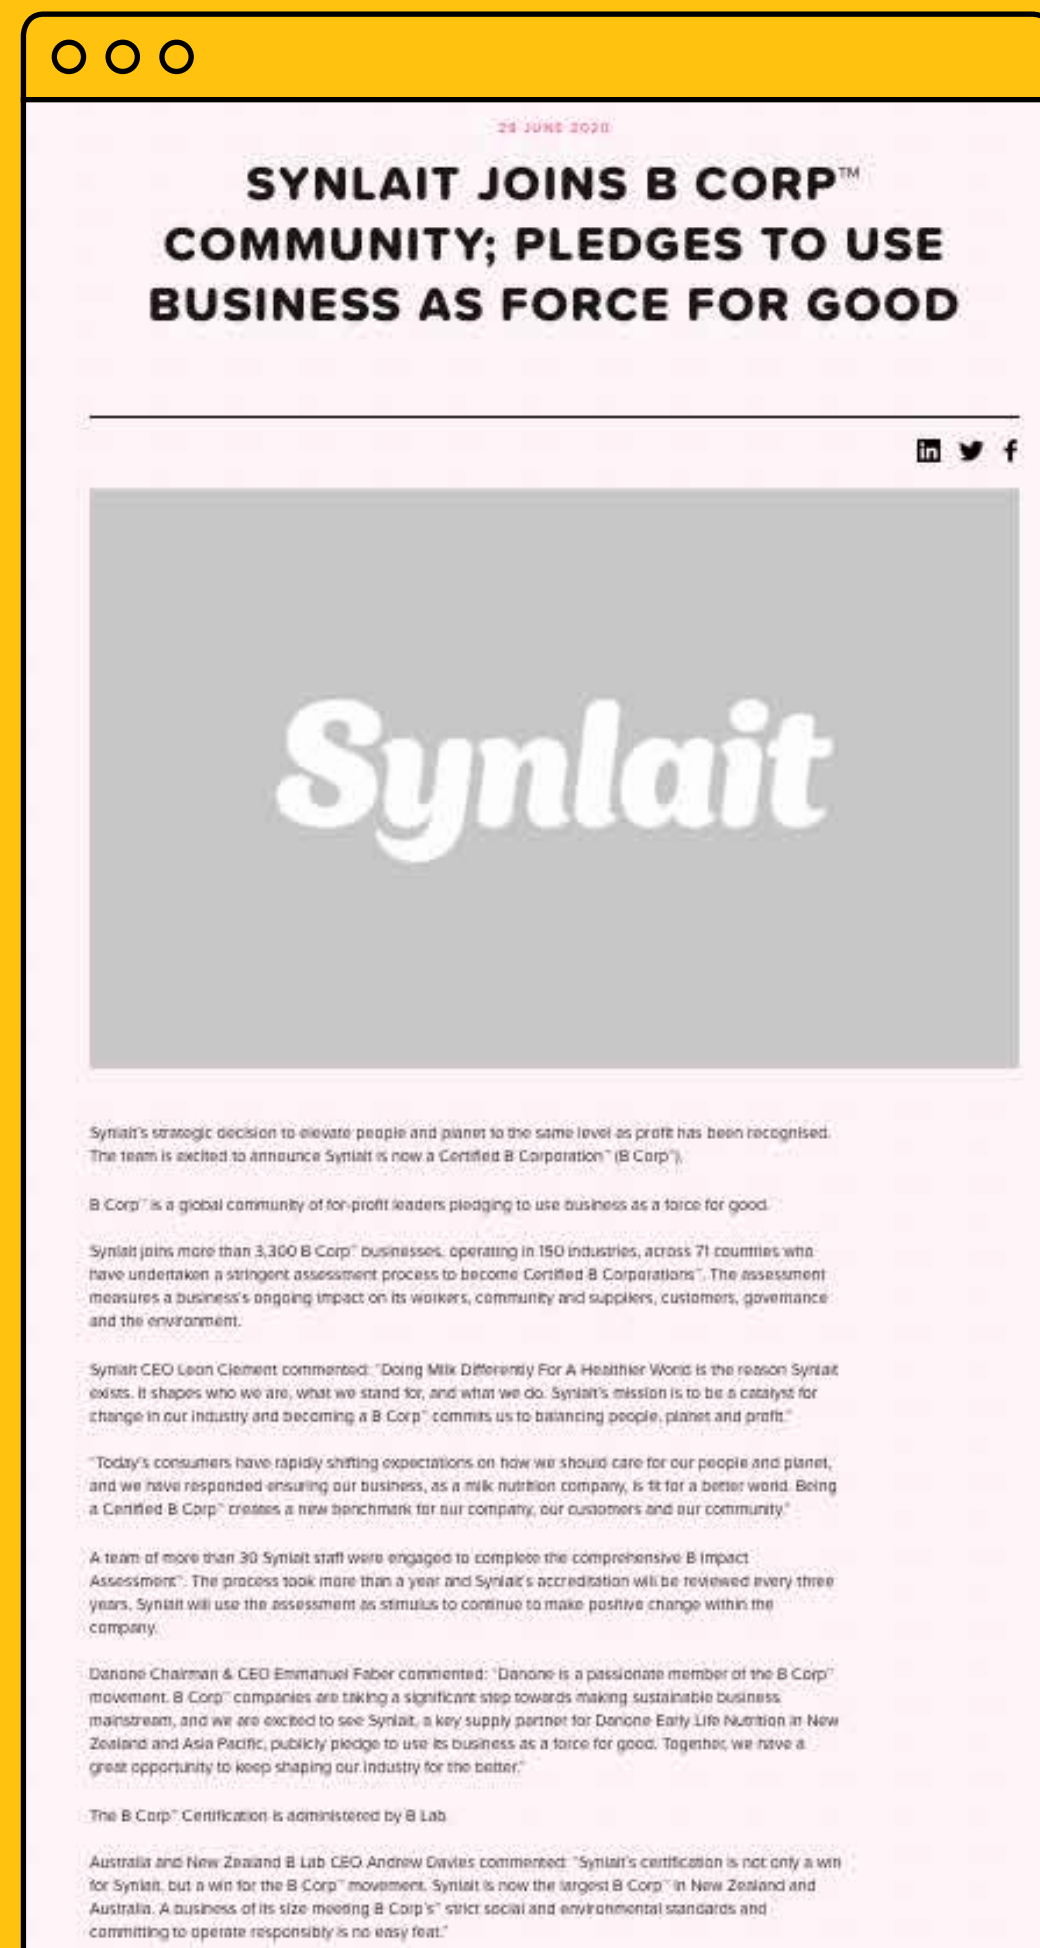 29 JUNE 2020
SYNLAIT JOINS B CORP™
COMMUNITY; PLEDGES TO USE
BUSINESS AS FORCE FOR GOOD
Synlait
Synlait's strategic decision to elevate people and planet to the same level as profit has been recognised.
The team is excited to announce Synlait is now a Certified B Corporation™ (B Corp™).
B Corp™ is a global community of for-profit leaders pledging to use business as a force for good.
Synlait joins more than 3,300 B Corp™ businesses, operating in 150 industries, across 71 countries who
have undertaken a stringent assessment process to become Certified B Corporations™. The assessment
measures a business's ongoing impact on its workers, community and suppliers, customers, governance
and the environment.
Synlait CEO Leon Clement commented: "Doing Milk Differently For A Healthier World is the reason Synlait
exists. It shapes who we are, what we stand for, and what we do. Synlait's mission is to be a catalyst for
change in our industry and becoming a B Corp™ commits us to balancing people, planet and profit."
"Today's consumers have rapidly shifting expectations on how we should care for our people and planet,
and we have responded ensuring our business, as a milk nutrition company, is fit for a better world. Being
a Certified B Corp™ creates a new benchmark for our company, our customers and our community."
A team of more than 30 Synlait staff were engaged to complete the comprehensive B Impact
Assessment™. The process took more than a year and Synlait's accreditation will be reviewed every three
years. Synlait will use the assessment as stimulus to continue to make positive change within the
company.
Danone Chairman & CEO Emmanuel Faber commented: "Danone is a passionate member of the B Corp™
movement. B Corp™ companies are taking a significant step towards making sustainable business
mainstream, and we are excited to see Synlait, a key supply partner for Danone Early Life Nutrition in New
Zealand and Asia Pacific, publicly pledge to use its business as a force for good. Together, we have a
great opportunity to keep shaping our industry for the better."
The B Corp™ Certification is administered by B Lab.
Australia and New Zealand B Lab CEO Andrew Davies commented: "Synlait's certification is not only a win
for Synlait, but a win for the B Corp™ movement. Synlait is now the largest B Corp™ in New Zealand and
Australia. A business of its size meeting B Corp's™ strict social and environmental standards and
committing to operate responsibly is no easy feat."